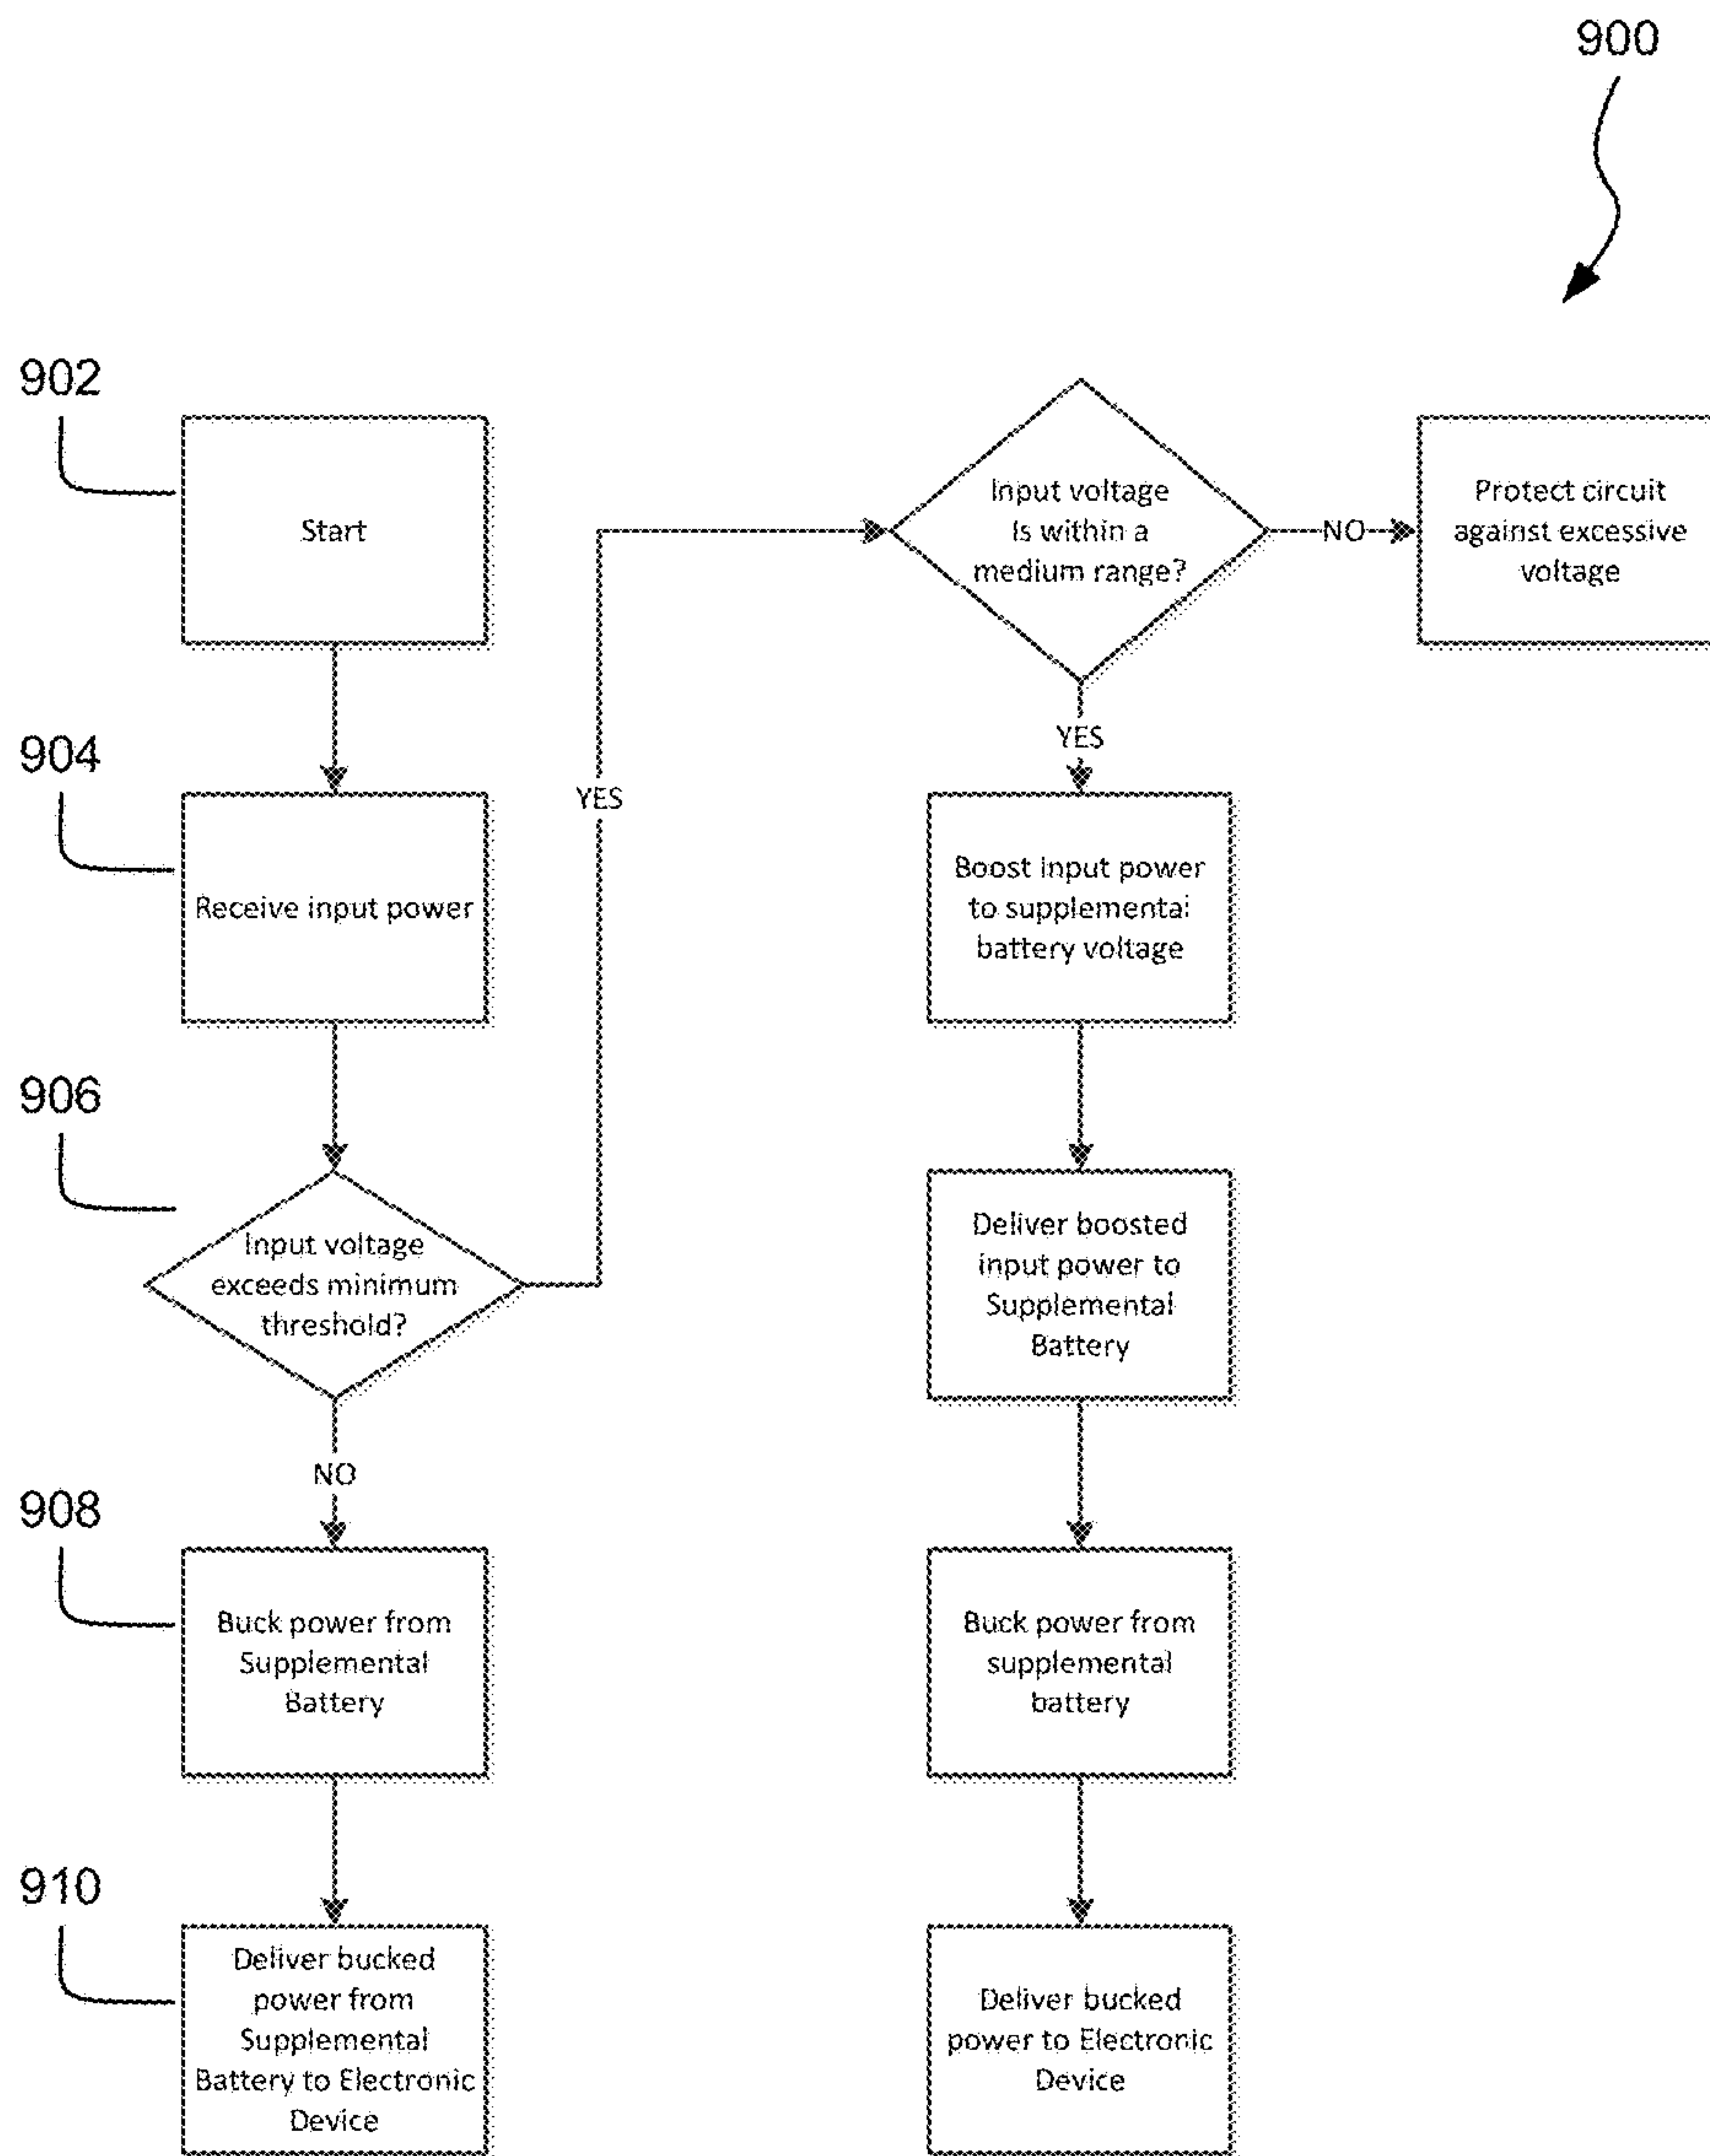 900
902
Start
904
Receive input power
906
Input voltage
exceeds minimum
threshold?
YES
NO
908
Buck power from
Supplemental
Battery
910
Deliver bucked
power from
Supplemental
Battery to Electronic
Device
Input voltage
Is within a
medium range?
NO
Protect circuit
against excessive
voltage
YES
Boost input power
to supplemental
battery voltage
Deliver boosted
input power to
Supplemental
Battery
Buck power from
supplemental
battery
Deliver bucked
power to Electronic
Device